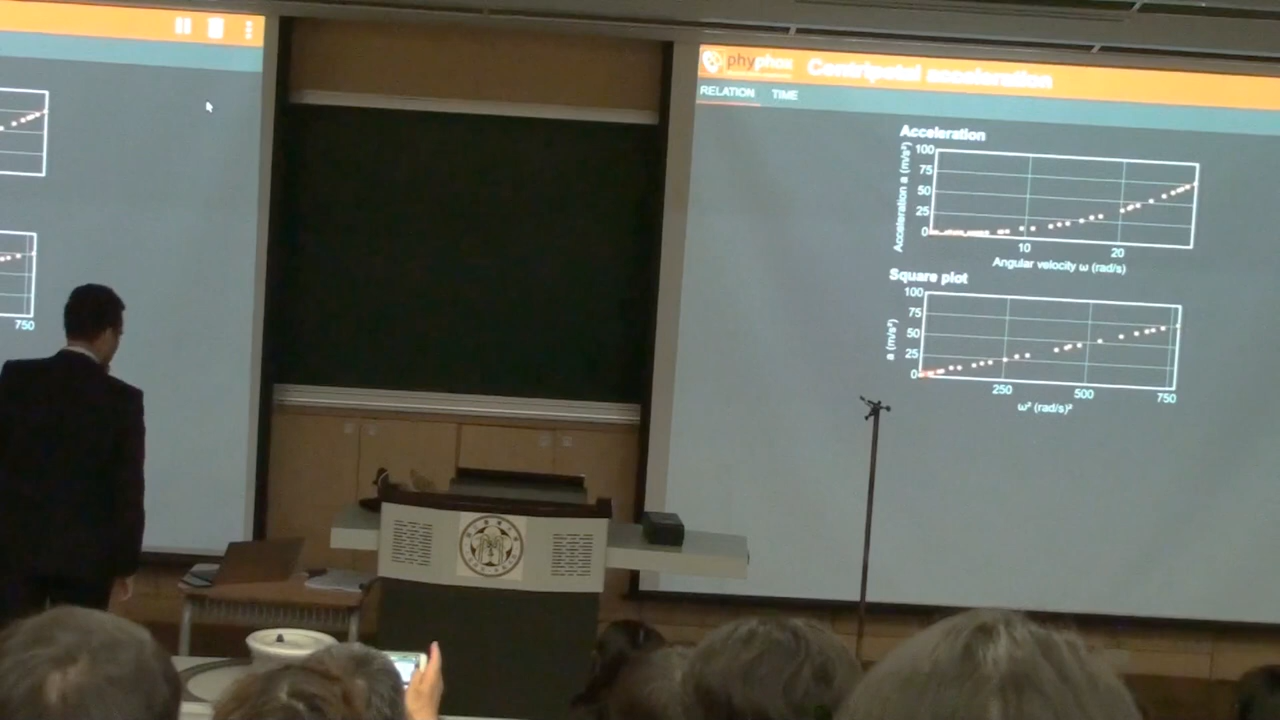 phyphox Centripetal acceleration
RELATION TIME
Acceleration
Acceleration a (m/s²)
100
75
50
25
0
10 20
Angular velocity ω (rad/s)
Square plot
a (m/s²)
100
75
50
25
0
250 500 750
ω² (rad/s)²
750